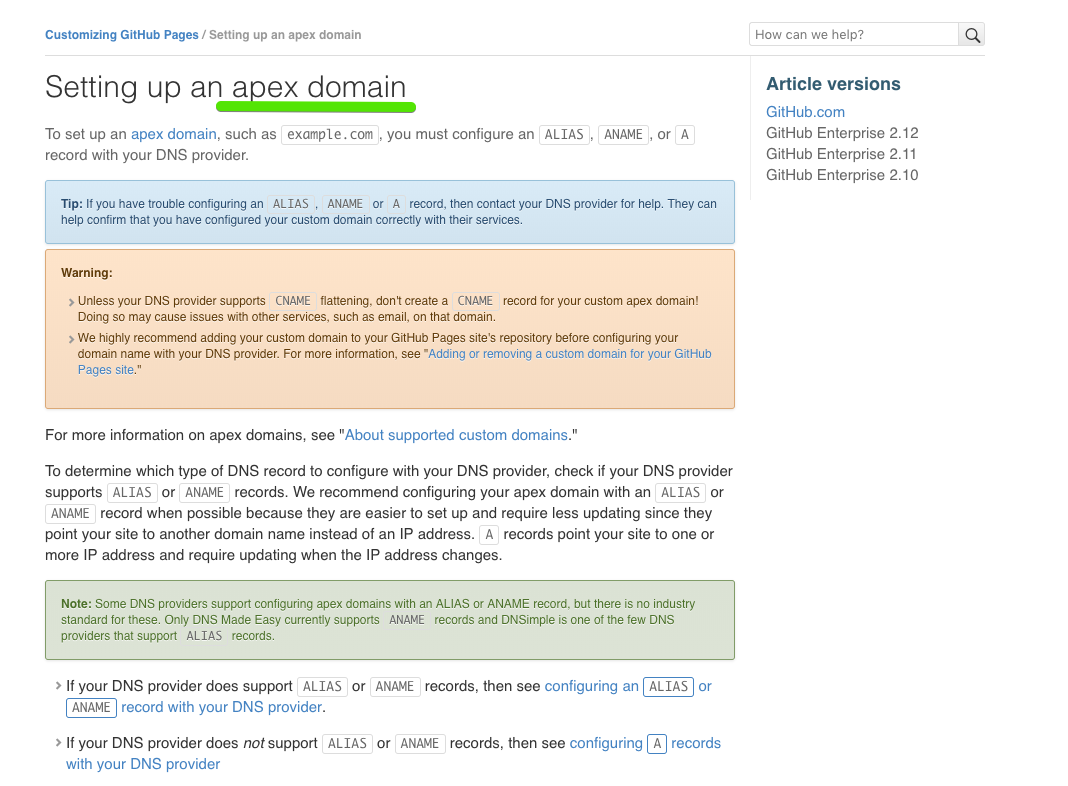 Customizing GitHub Pages / Setting up an apex domain
How can we help?
Setting up an apex domain
To set up an apex domain, such as example.com, you must configure an ALIAS, ANAME, or A
record with your DNS provider.
Tip: If you have trouble configuring an ALIAS, ANAME or A record, then contact your DNS provider for help. They can
help confirm that you have configured your custom domain correctly with their services.
Warning:
Unless your DNS provider supports CNAME flattening, don't create a CNAME record for your custom apex domain!
Doing so may cause issues with other services, such as email, on that domain.
We highly recommend adding your custom domain to your GitHub Pages site's repository before configuring your
domain name with your DNS provider. For more information, see "Adding or removing a custom domain for your GitHub
Pages site."
For more information on apex domains, see "About supported custom domains."
To determine which type of DNS record to configure with your DNS provider, check if your DNS provider
supports ALIAS or ANAME records. We recommend configuring your apex domain with an ALIAS or
ANAME record when possible because they are easier to set up and require less updating since they
point your site to another domain name instead of an IP address. A records point your site to one or
more IP address and require updating when the IP address changes.
Note: Some DNS providers support configuring apex domains with an ALIAS or ANAME record, but there is no industry
standard for these. Only DNS Made Easy currently supports ANAME records and DNSimple is one of the few DNS
providers that support ALIAS records.
If your DNS provider does support ALIAS or ANAME records, then see configuring an ALIAS or
ANAME record with your DNS provider.
If your DNS provider does not support ALIAS or ANAME records, then see configuring A records
with your DNS provider
Article versions
GitHub.com
GitHub Enterprise 2.12
GitHub Enterprise 2.11
GitHub Enterprise 2.10